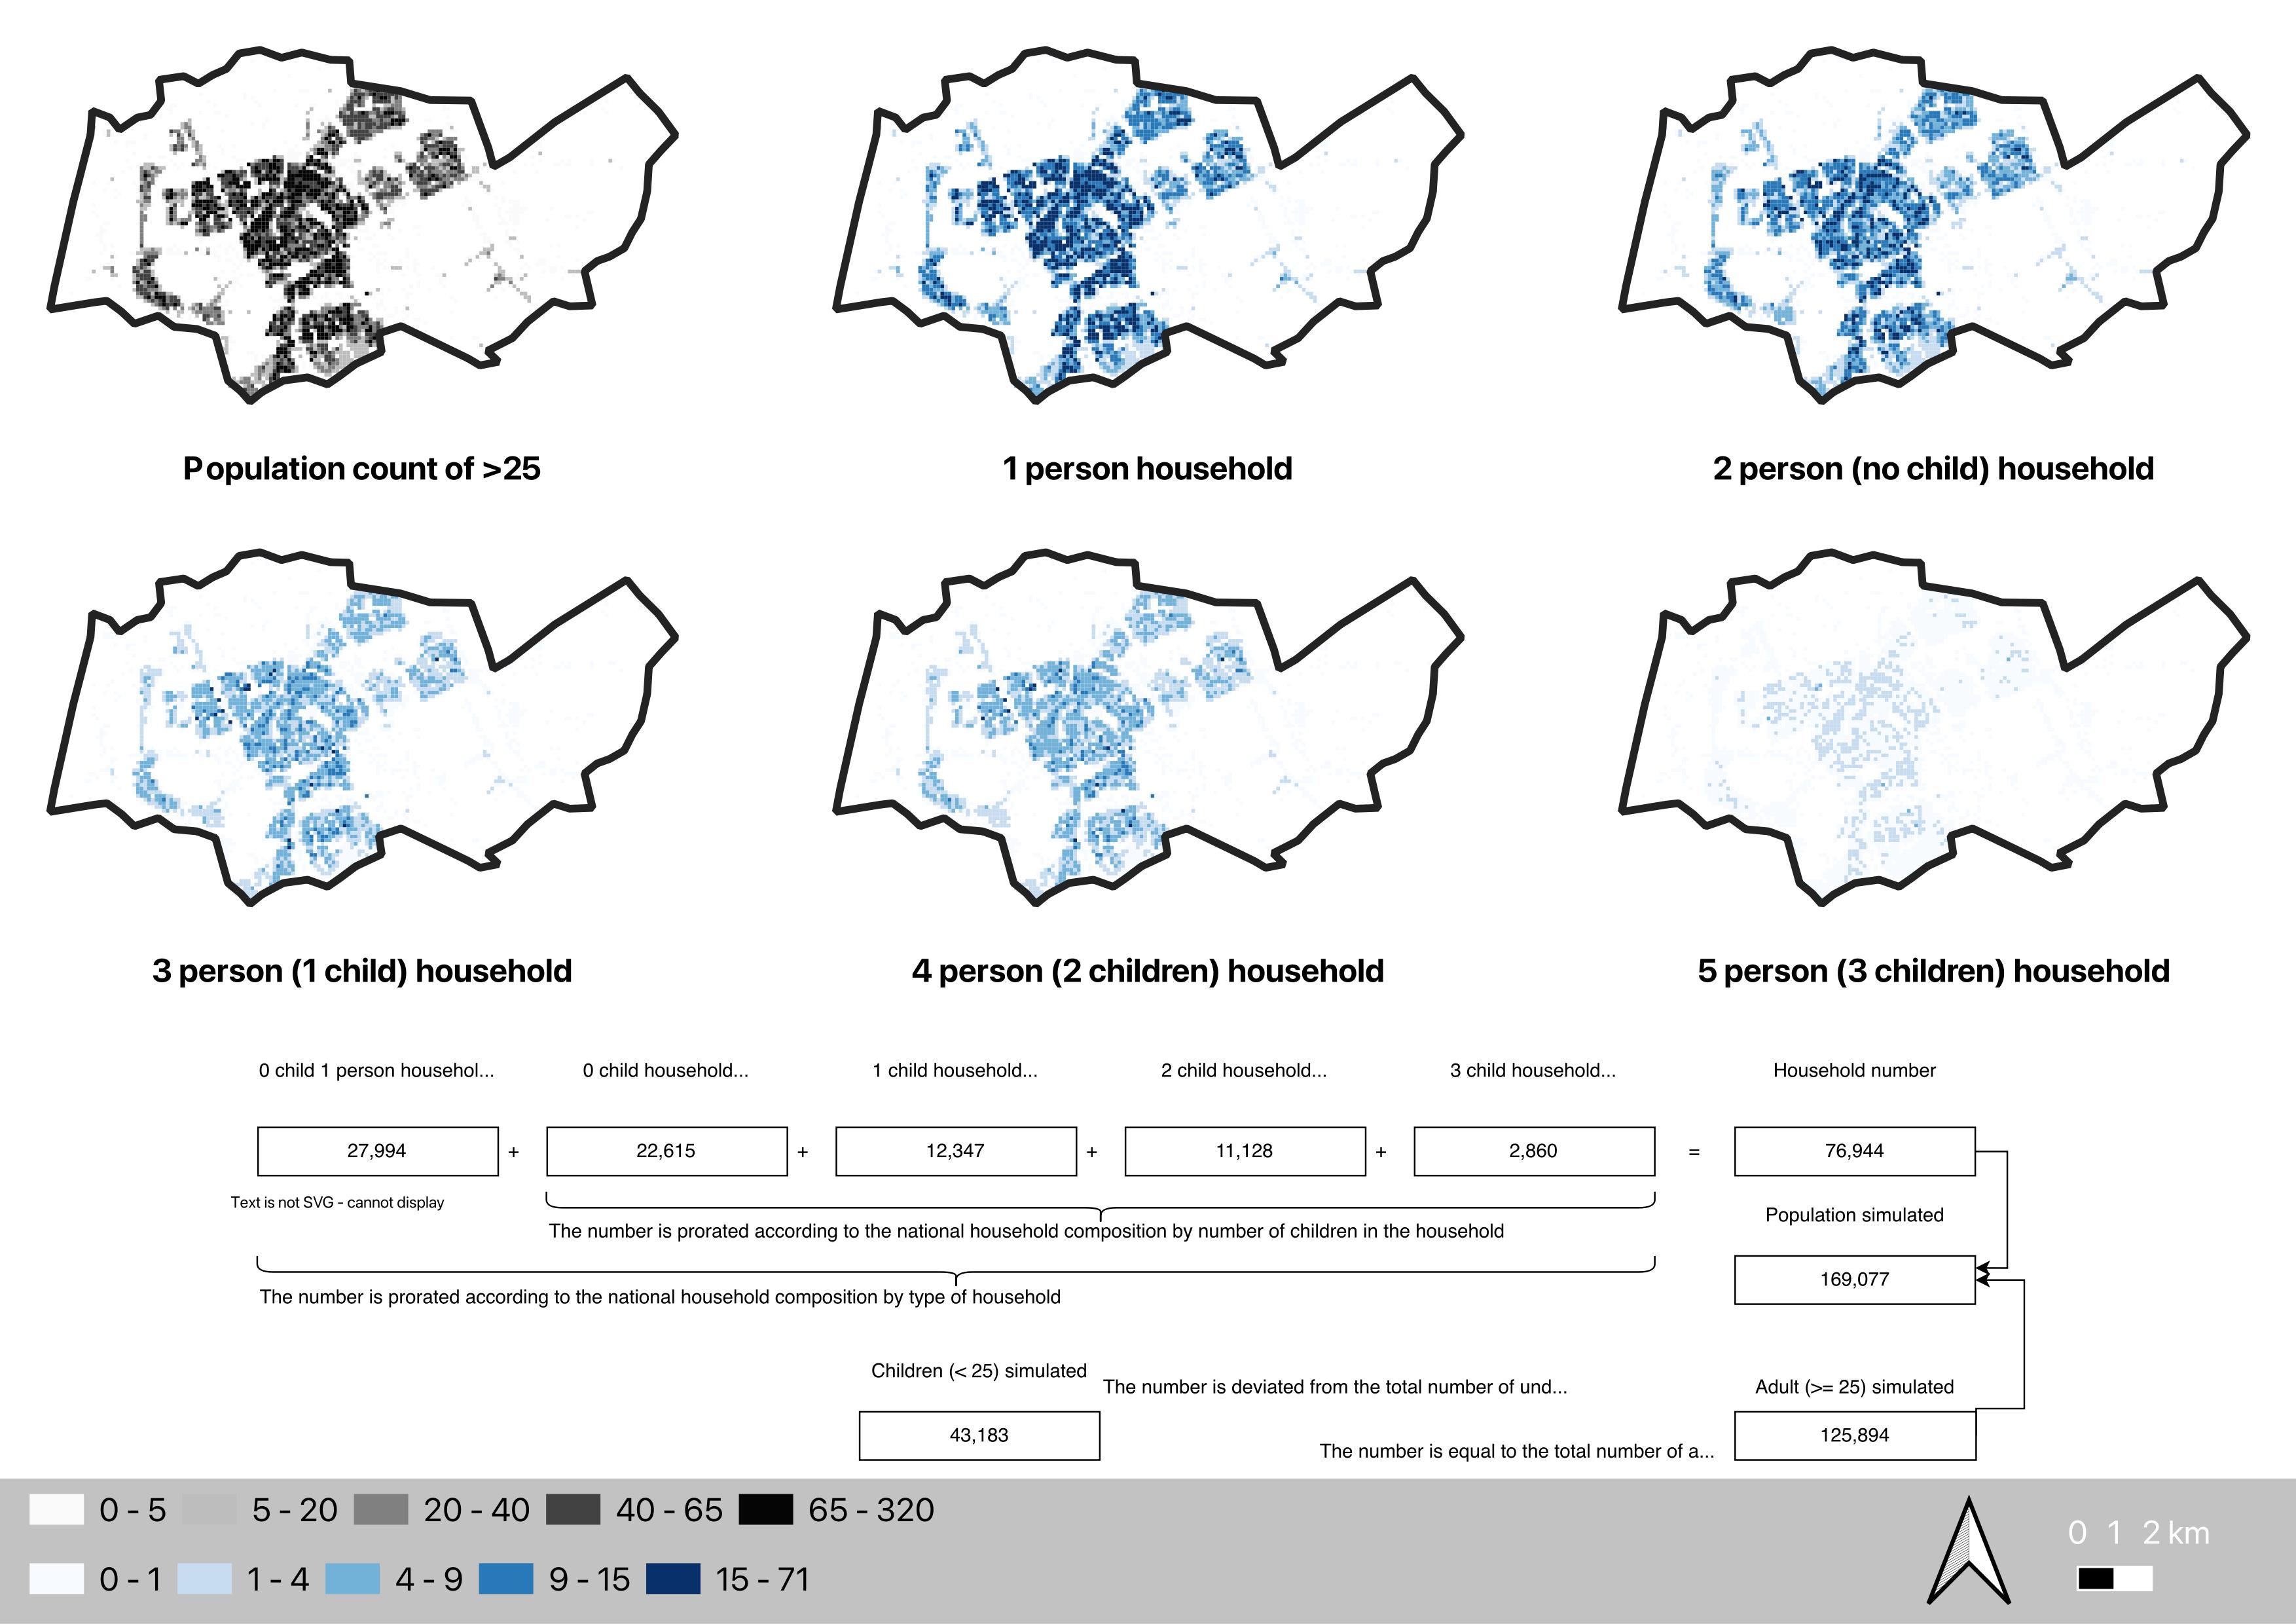 Population count of >25
1 person household
2 person (no child) household
3 person (1 child) household
4 person (2 children) household
5 person (3 children) household
0 child 1 person househol...
0 child household...
1 child household...
2 child household...
3 child household...
Household number
27,994
+
22,615
+
12,347
+
11,128
+
2,860
=
76,944
Text is not SVG - cannot display
The number is prorated according to the national household composition by number of children in the household
Population simulated
169,077
The number is prorated according to the national household composition by type of household
Children (< 25) simulated
The number is deviated from the total number of und...
Adult (>= 25) simulated
43,183
The number is equal to the total number of a...
125,894
0 - 5
5 - 20
20 - 40
40 - 65
65 - 320
0 1 2 km
0 - 1
1 - 4
4 - 9
9 - 15
15 - 71